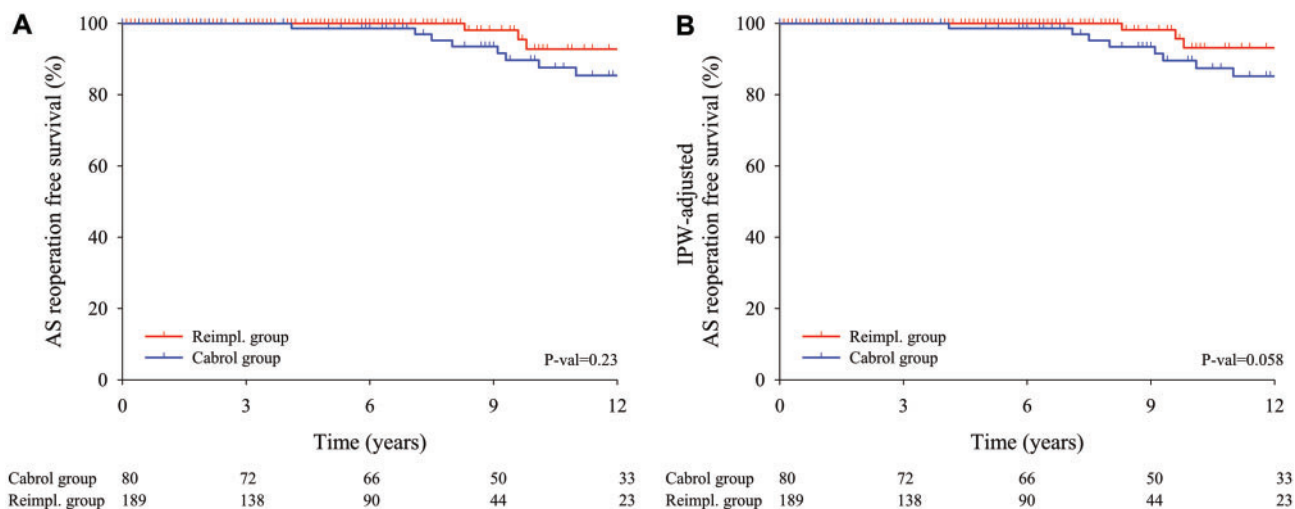 A
AS reoperation free survival (%)
100
80
60
40
20
0
Reimpl. group
Cabrol group
P-val=0.23
0 3 6 9 12
Time (years)
Cabrol group 80 72 66 50 33
Reimpl. group 189 138 90 44 23
B
IPW-adjusted
AS reoperation free survival (%)
100
80
60
40
20
0
Reimpl. group
Cabrol group
P-val=0.058
0 3 6 9 12
Time (years)
Cabrol group 80 72 66 50 33
Reimpl. group 189 138 90 44 23